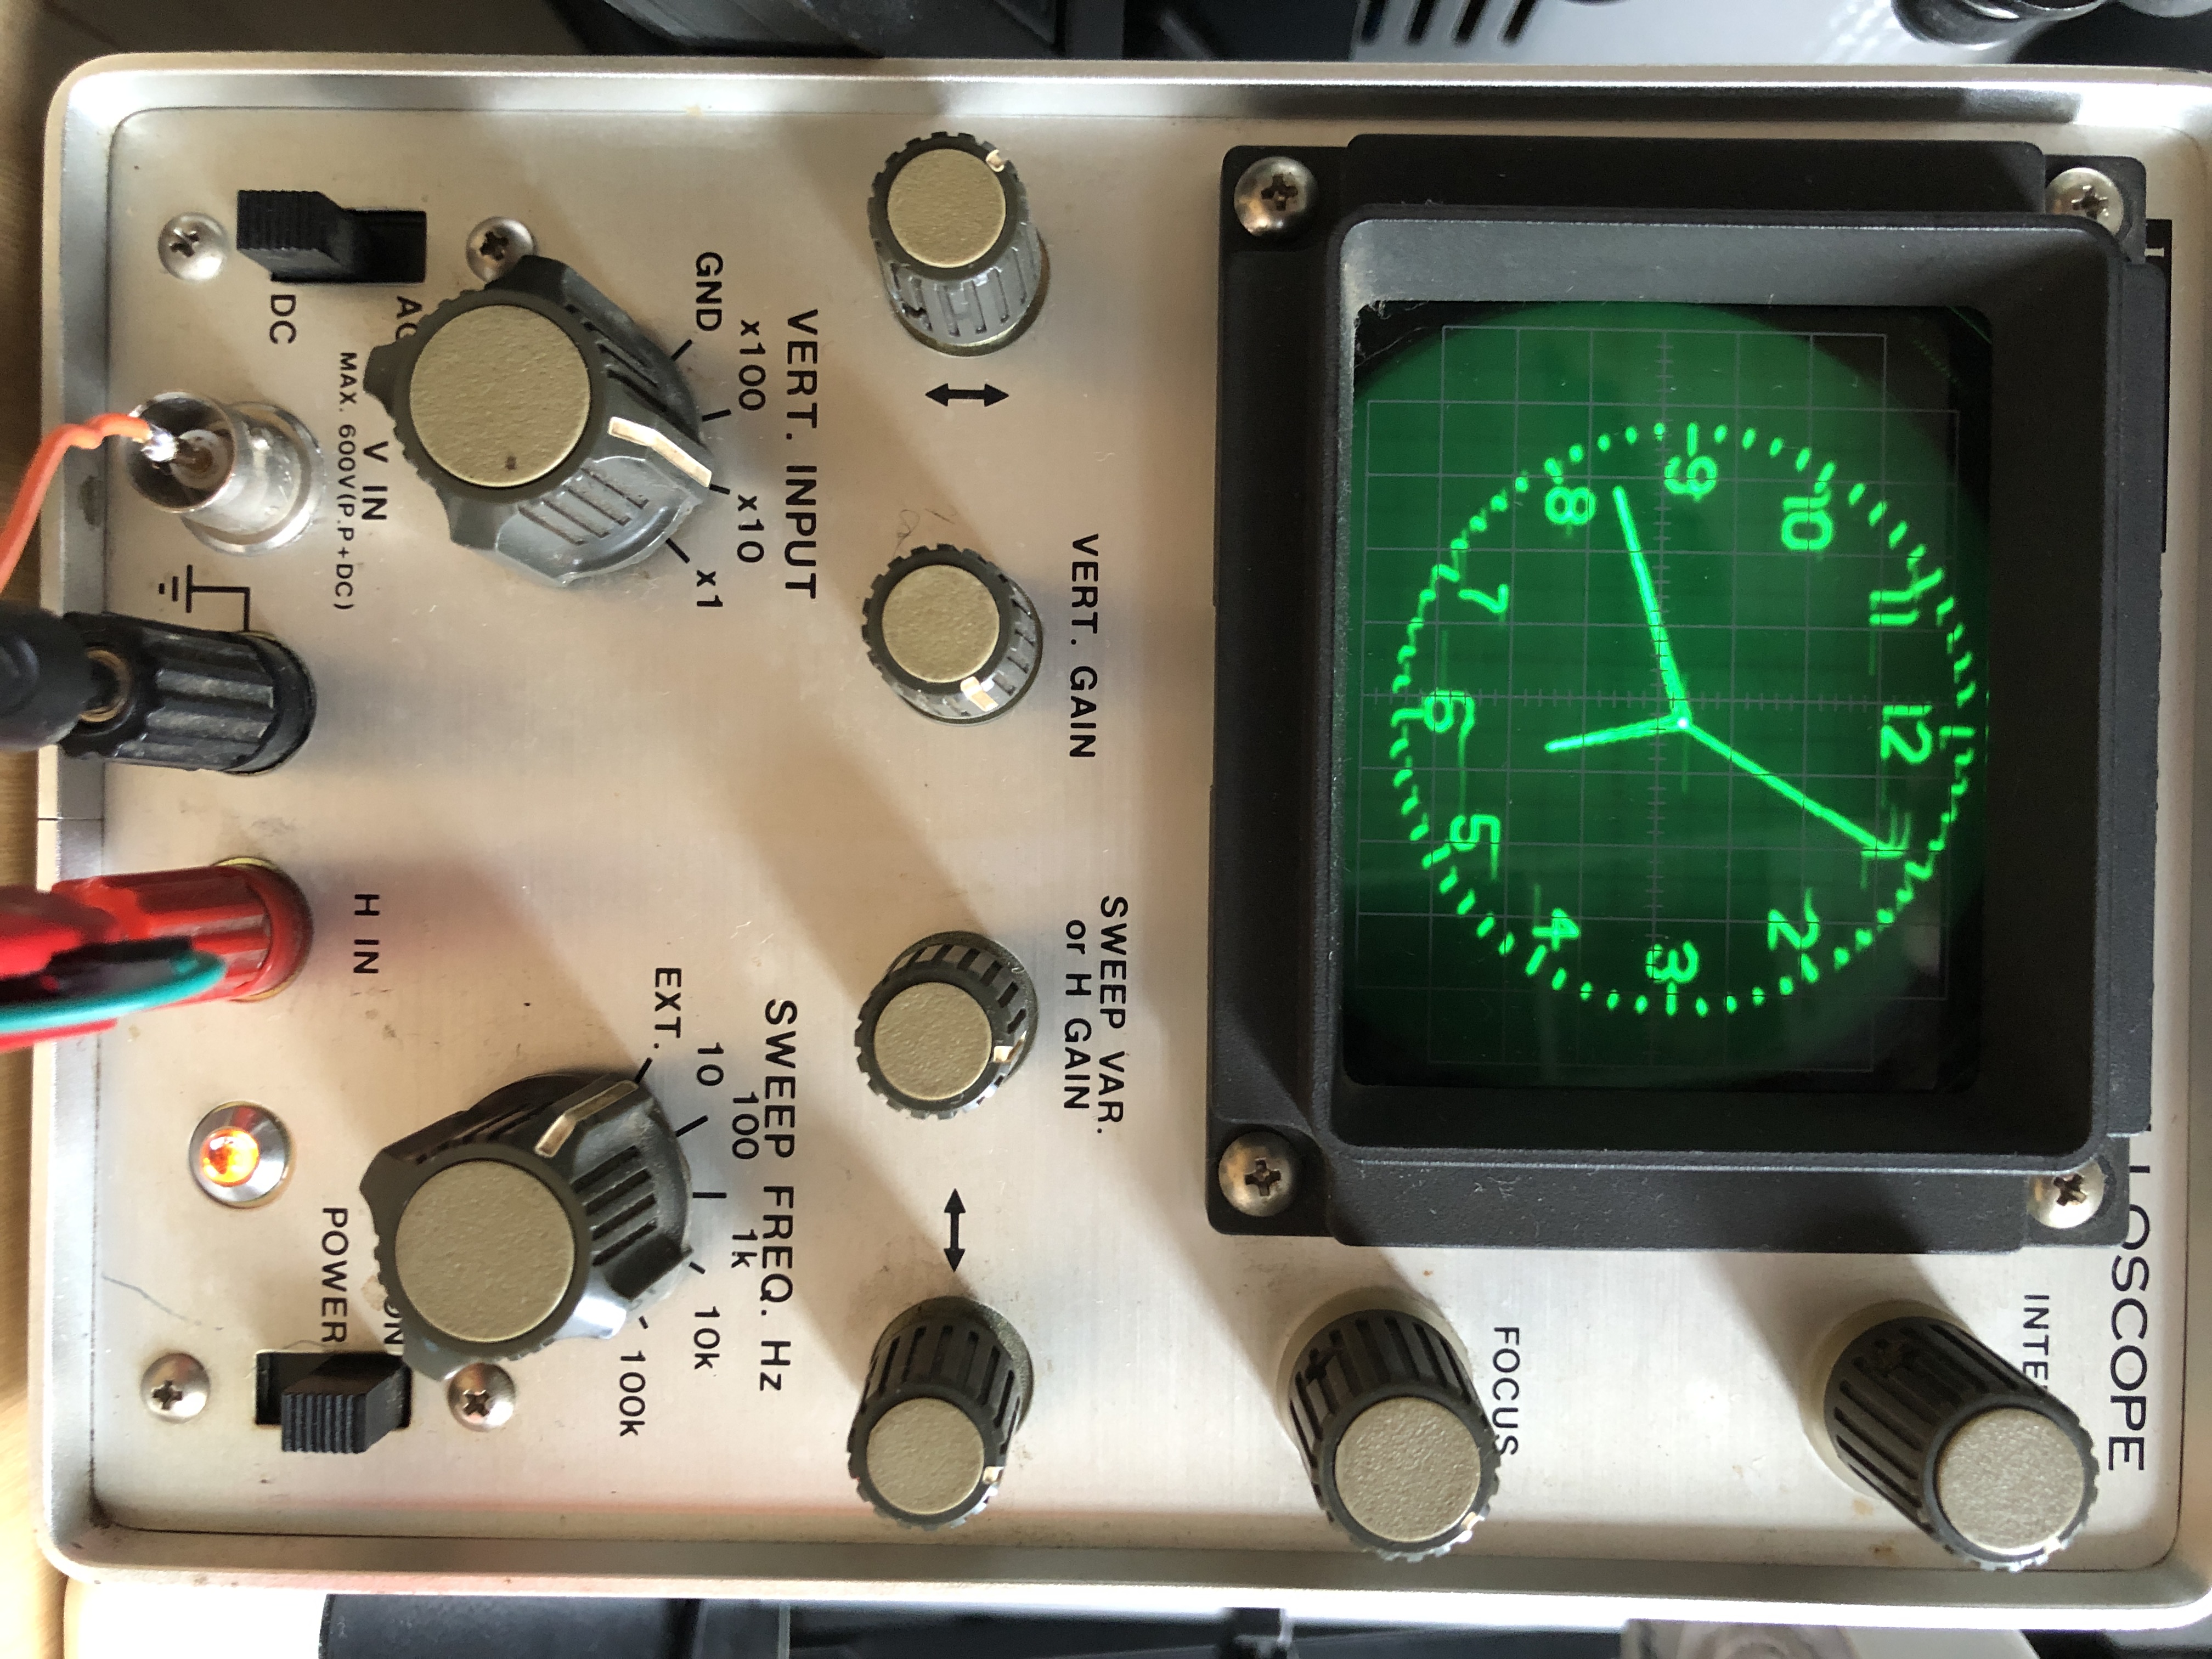 LLOSCOPE
INTE
12
11
10
2
9
3
8
4
7
5
6
FOCUS
VERT. GAIN
SWEEP VAR.
or H GAIN
VERT. INPUT
x100 x10
GND x1
SWEEP FREQ. Hz
100 1k
10 10k
EXT. 100k
AC
DC
V IN
MAX. 600V(P.P+DC)
H IN
ON
POWER